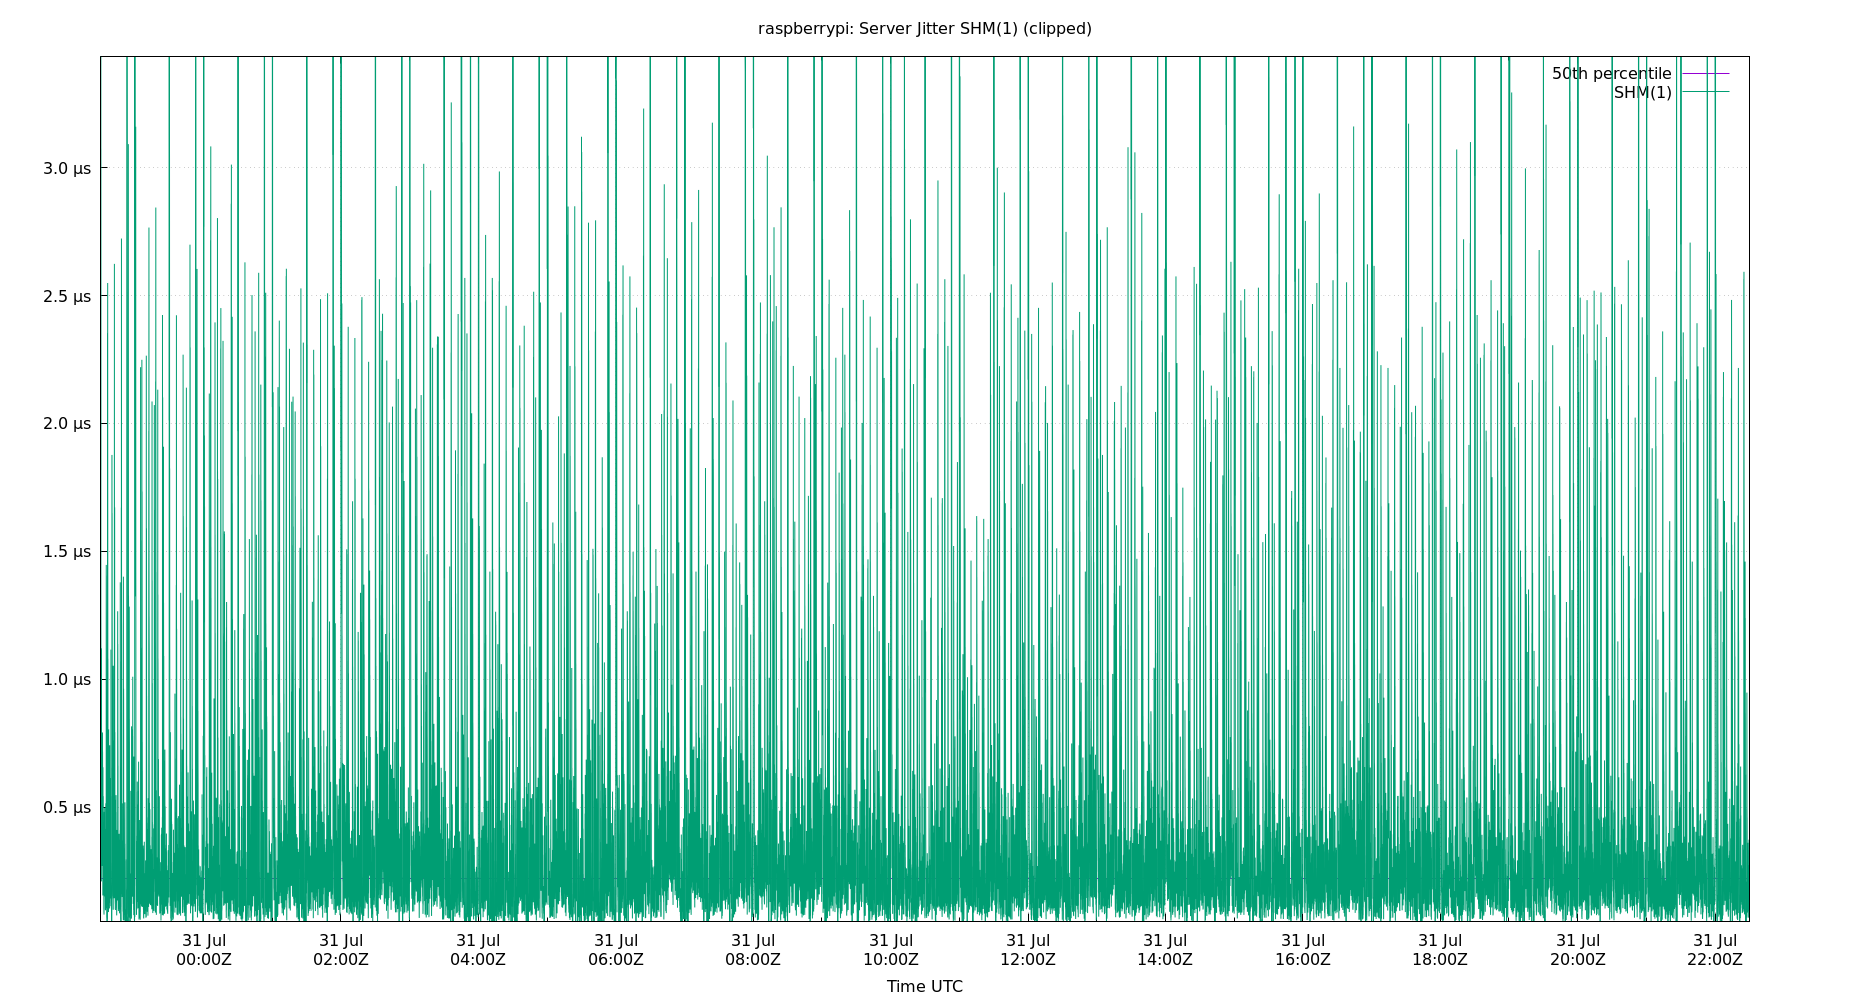 raspberrypi: Server Jitter SHM(1) (clipped)
50th percentile
SHM(1)
3.0 µs
2.5 µs
2.0 µs
1.5 µs
1.0 µs
0.5 µs
31 Jul 31 Jul 31 Jul 31 Jul 31 Jul 31 Jul 31 Jul 31 Jul 31 Jul 31 Jul 31 Jul 31 Jul
00:00Z 02:00Z 04:00Z 06:00Z 08:00Z 10:00Z 12:00Z 14:00Z 16:00Z 18:00Z 20:00Z 22:00Z
Time UTC